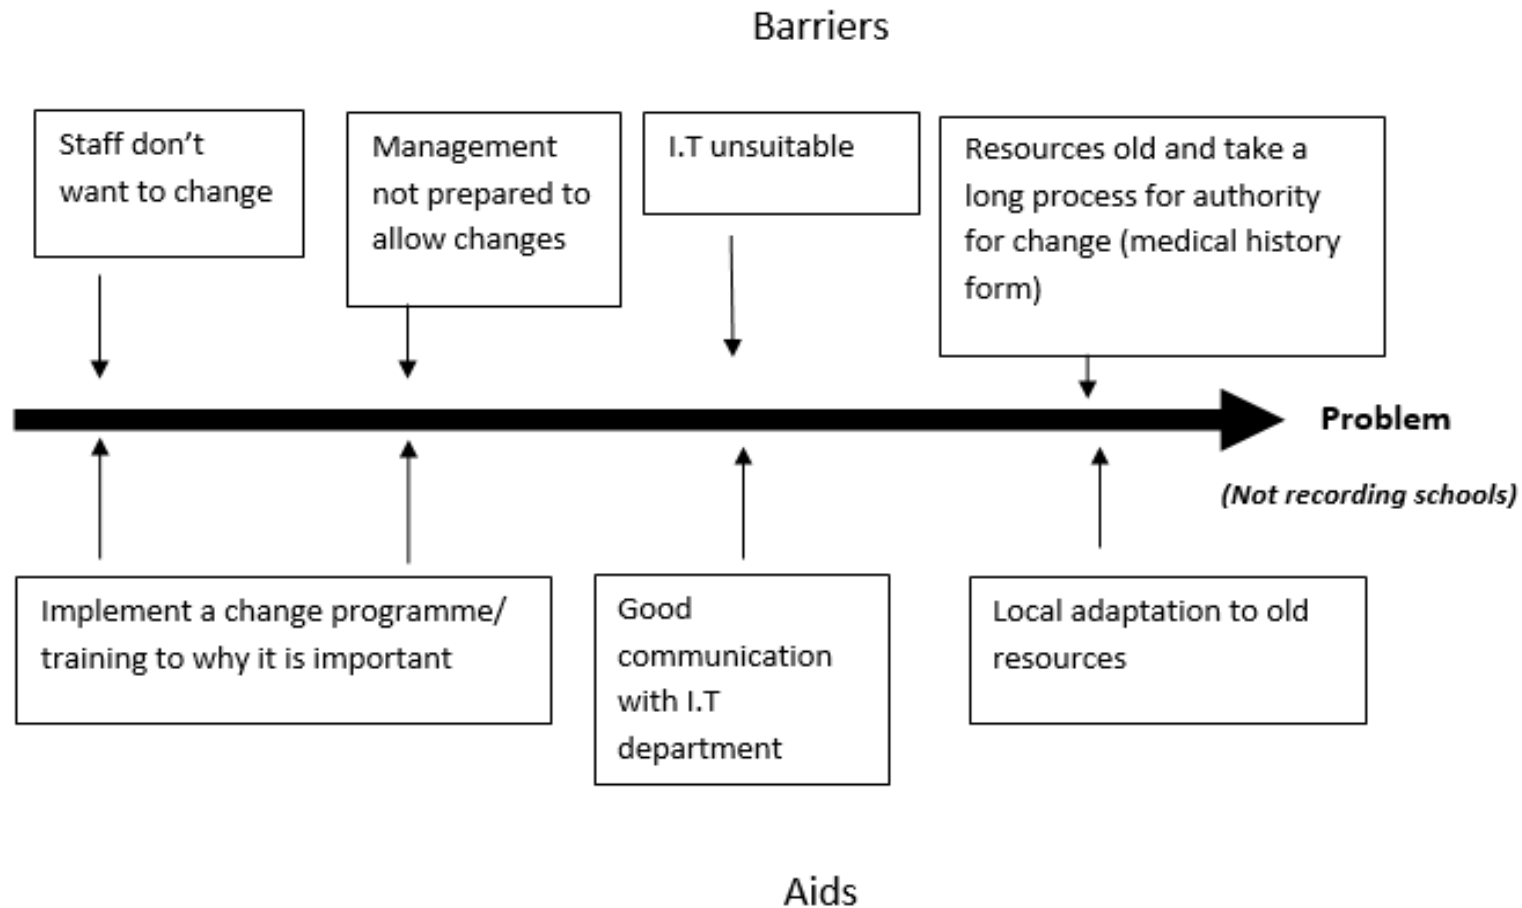 Barriers
Staff don't
want to change
Management
not prepared to
allow changes
I.T unsuitable
Resources old and take a
long process for authority
for change (medical history
form)
Problem
(Not recording schools)
Implement a change programme/
training to why it is important
Good
communication
with I.T
department
Local adaptation to old
resources
Aids